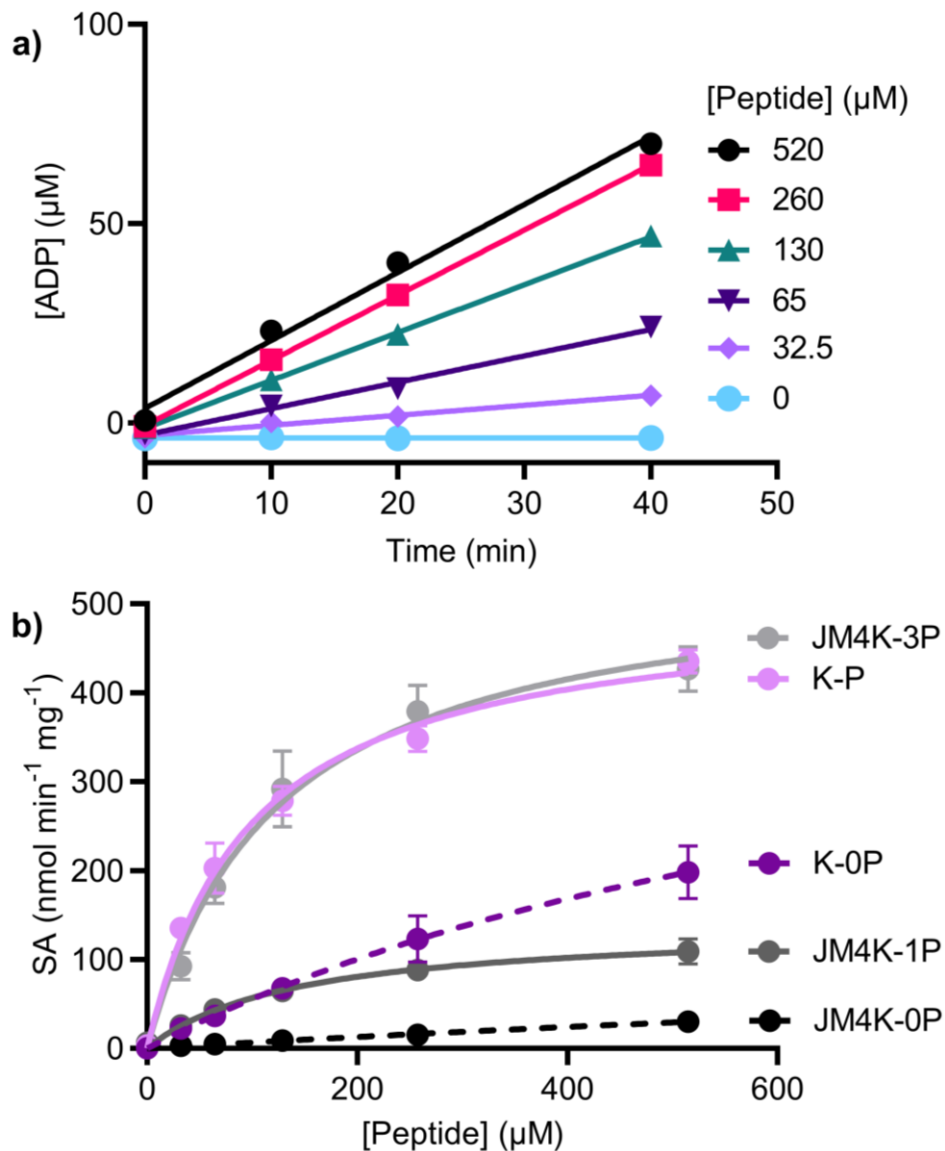 a)
100
50
0
[ADP] (µM)
0 10 20 30 40 50
Time (min)
[Peptide] (µM)
520
260
130
65
32.5
0
b)
500
400
300
200
100
0
SA (nmol min⁻¹ mg⁻¹)
0 200 400 600
[Peptide] (µM)
JM4K-3P
K-P
K-0P
JM4K-1P
JM4K-0P